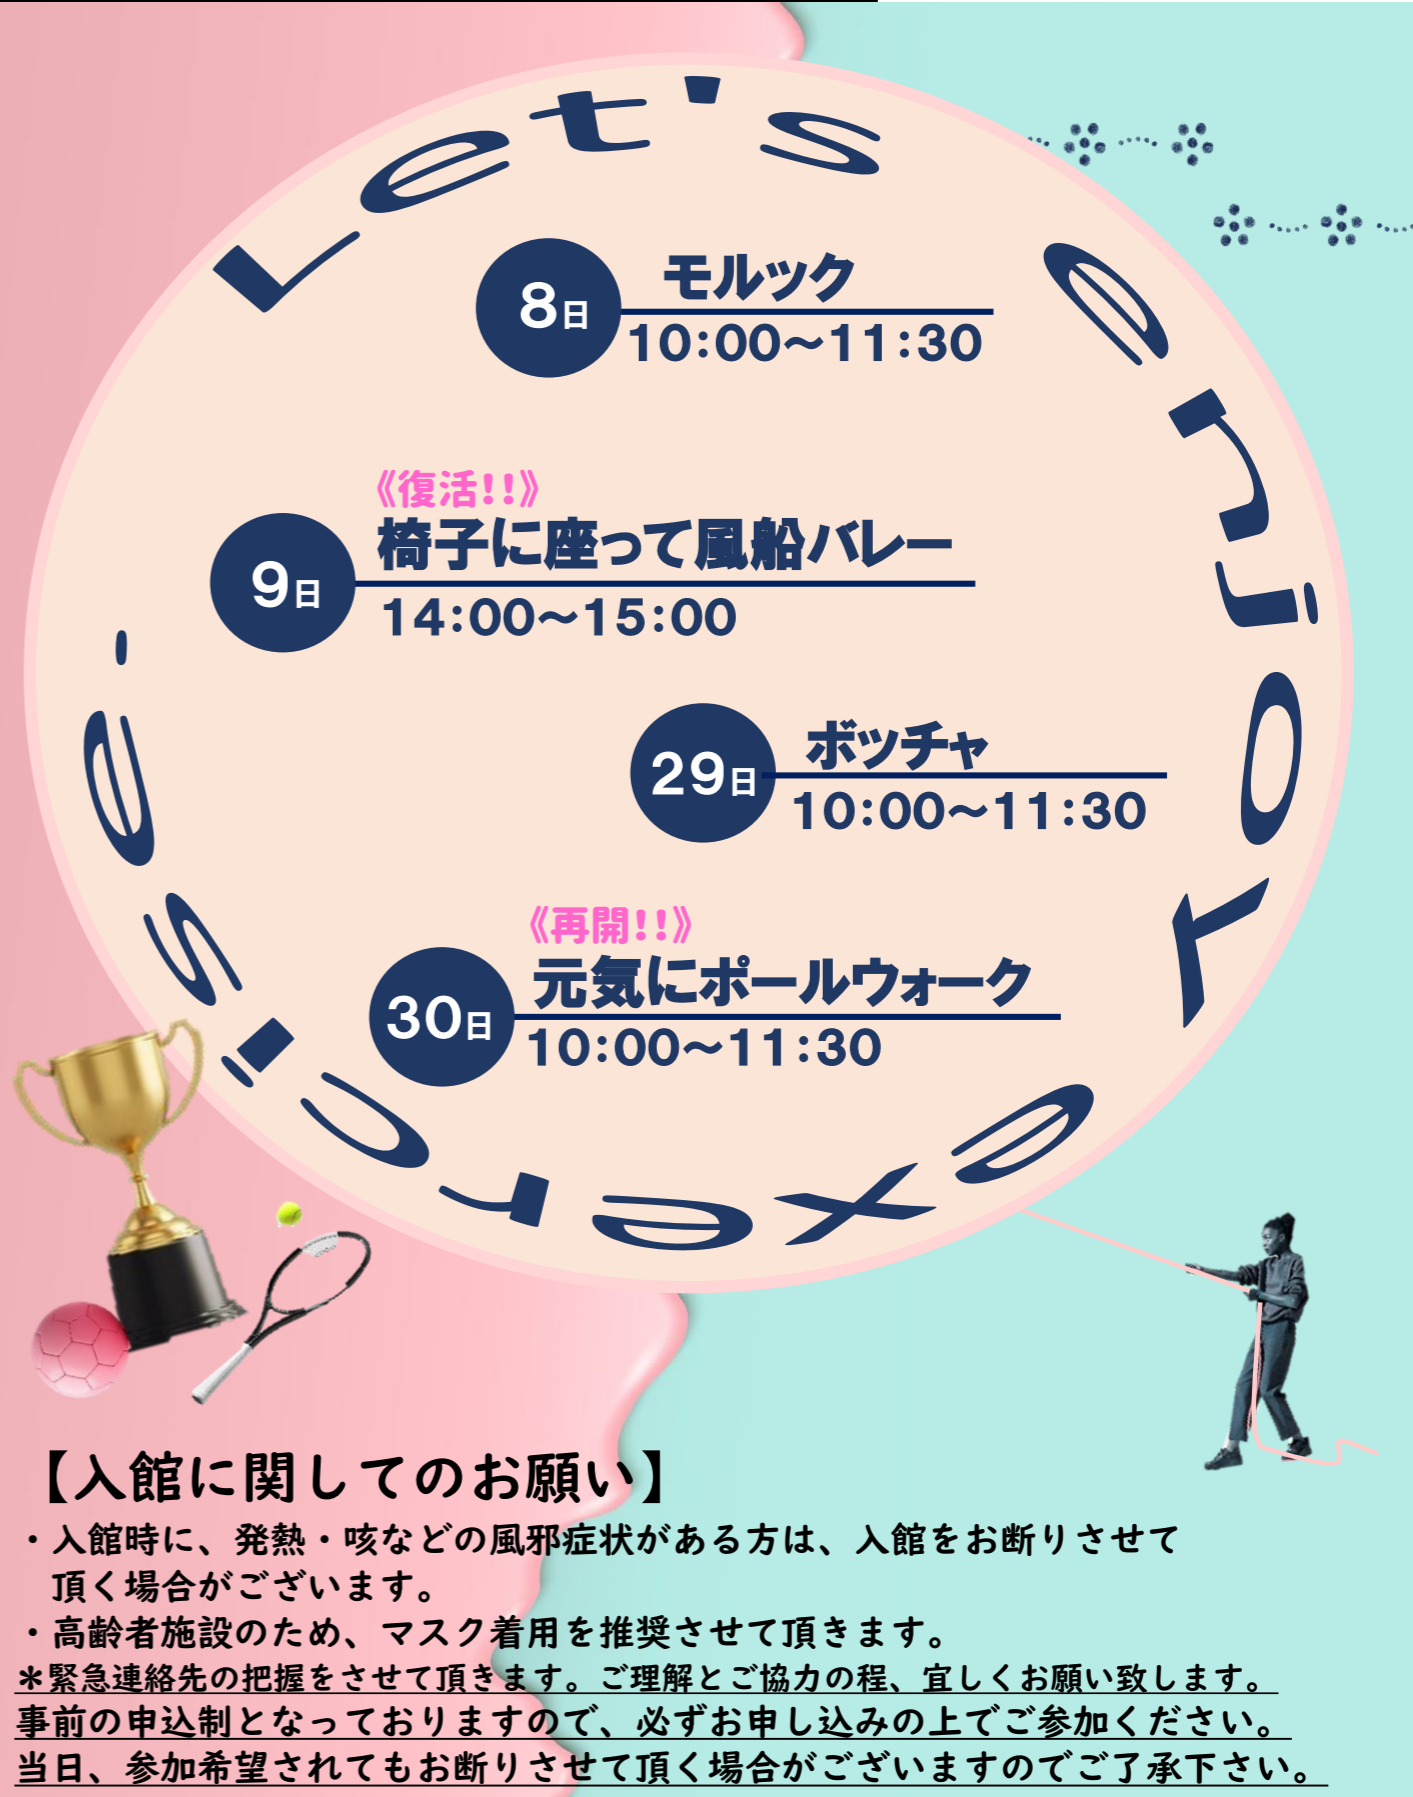 Let's enjoy exercise-
8日
モルック
10:00～11:30
《復活!!》
9日
椅子に座って風船バレー
14:00～15:00
29日
ボッチャ
10:00～11:30
《再開!!》
30日
元気にポールウォーク
10:00～11:30
【入館に関してのお願い】
・入館時に、発熱・咳などの風邪症状がある方は、入館をお断りさせて
頂く場合がございます。
・高齢者施設のため、マスク着用を推奨させて頂きます。
＊緊急連絡先の把握をさせて頂きます。ご理解とご協力の程、宜しくお願い致します。
事前の申込制となっておりますので、必ずお申し込みの上でご参加ください。
当日、参加希望されてもお断りさせて頂く場合がございますのでご了承下さい。